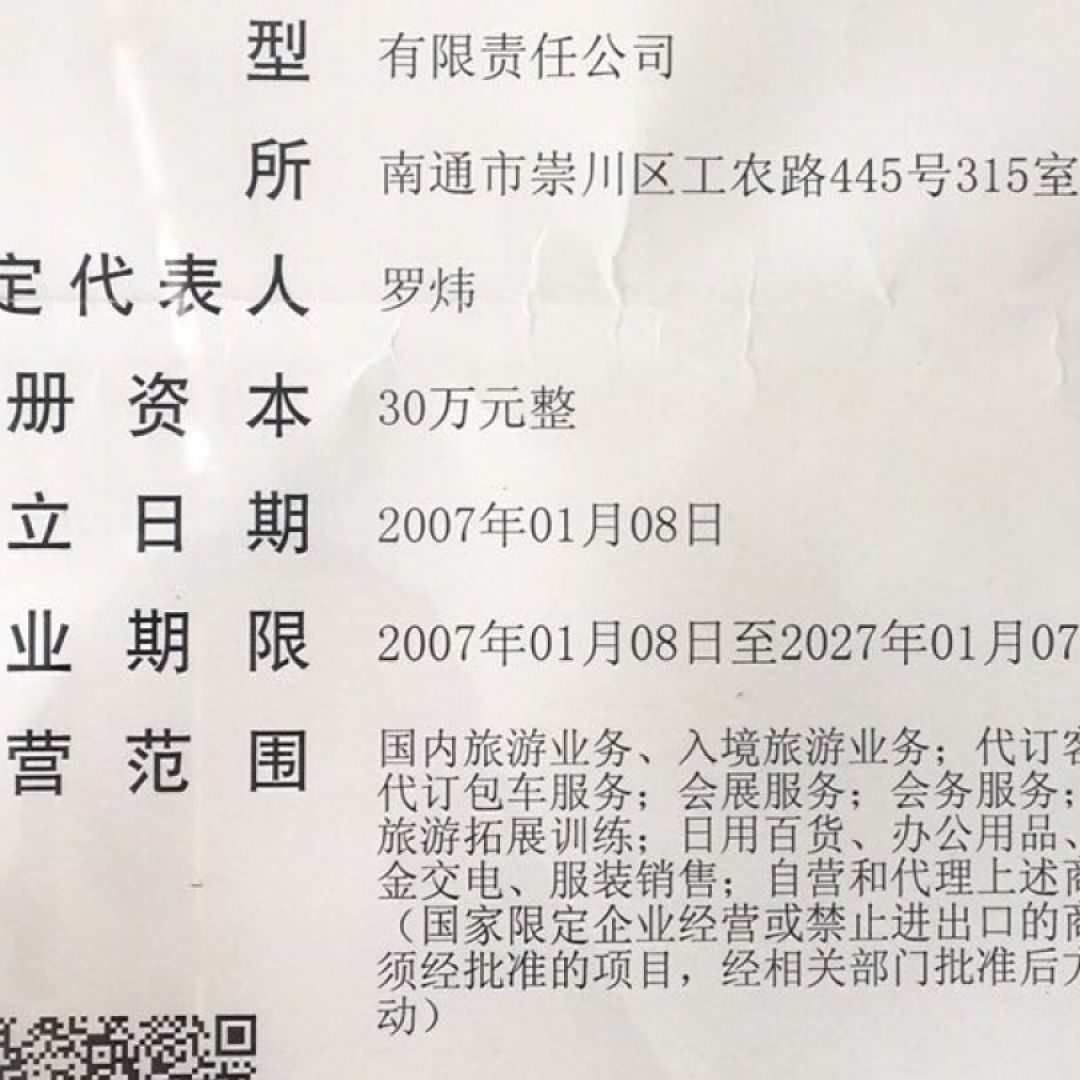 型 有限责任公司
所 南通市崇川区工农路445号315室
定代表人 罗炜
册资本 30万元整
立日期 2007年01月08日
业期限 2007年01月08日至2027年01月07
营范围 国内旅游业务、入境旅游业务；代订客
代订包车服务；会展服务；会务服务；
旅游拓展训练；日用百货、办公用品、
金交电、服装销售；自营和代理上述商
（国家限定企业经营或禁止进出口的商
须经批准的项目，经相关部门批准后方
动）